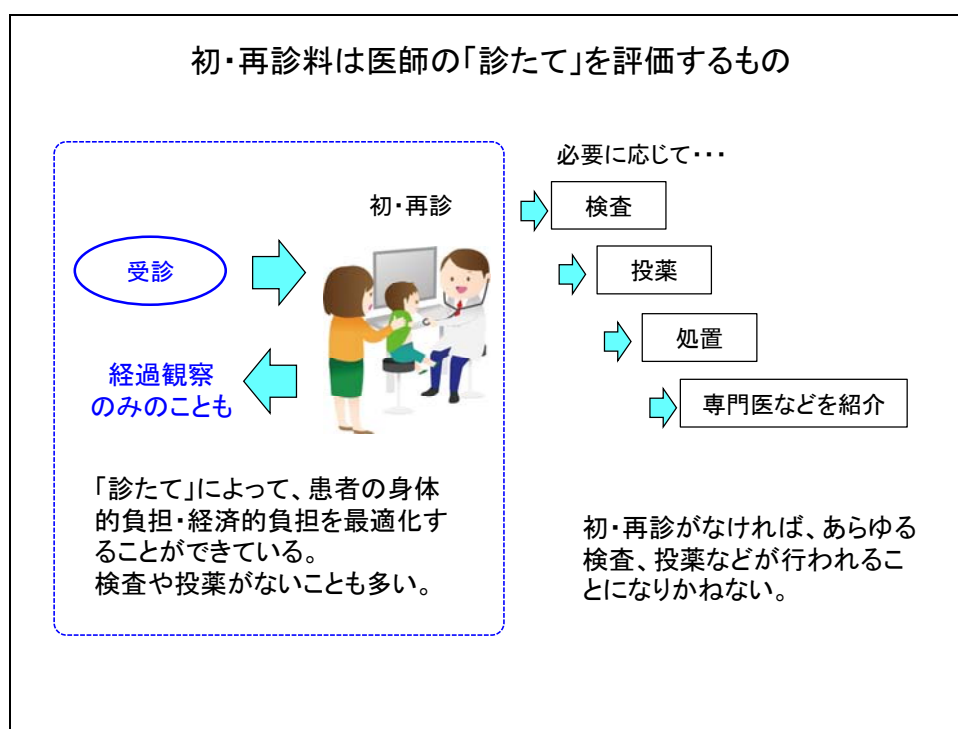 初・再診料は医師の「診たて」を評価するもの
初・再診
受診
経過観察
のみのことも
「診たて」によって、患者の身体
的負担・経済的負担を最適化す
ることができている。
検査や投薬がないことも多い。
必要に応じて・・・
検査
投薬
処置
専門医などを紹介
初・再診がなければ、あらゆる
検査、投薬などが行われるこ
とになりかねない。